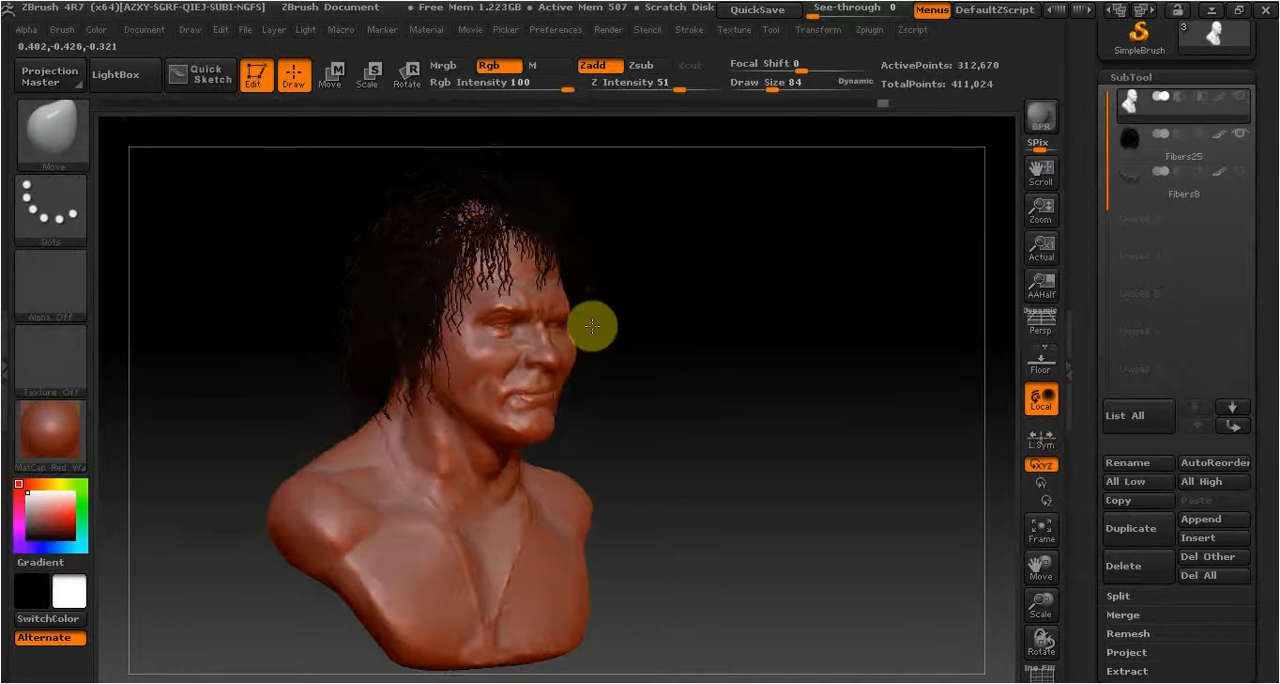 ZBrush 4R7 (x64)[AZXY-SGRF-QIEJ-SUBI-NGFS] ZBrush Document • Free Mem 1.223GB • Active Mem 507 • Scratch Disk QuickSave See-through 0 Menus DefaultZScript
Alpha Brush Color Document Draw Edit File Layer Light Macro Marker Material Movie Picker Preferences Render Stencil Stroke Texture Tool Transform Zplugin Zscript
0.402,-0.426,-0.321
3
SimpleBrush
Projection Master
LightBox
Quick Sketch
Edit
Draw
Move
Scale
Rotate
Mrgb Rgb M
Rgb Intensity 100
Zadd Zsub Zcut
Z Intensity 51
Focal Shift 0
Draw Size 84 Dynamic
ActivePoints: 312,670
TotalPoints: 411,024
SubTool
Move
Dots
Alpha Off
Texture Off
MatCap Red Wa
Gradient
SwitchColor
Alternate
BPR
SPix
Scroll
Zoom
Actual
AAHalf
Dynamic
Persp
Floor
Local
L.Sym
XYZ
Frame
Move
Scale
Rotate
Fibers25
Fibers8
List All
Rename AutoReorder
All Low All High
Copy Paste
Duplicate Append
Insert
Delete Del Other
Del All
Split
Merge
Remesh
Project
Extract